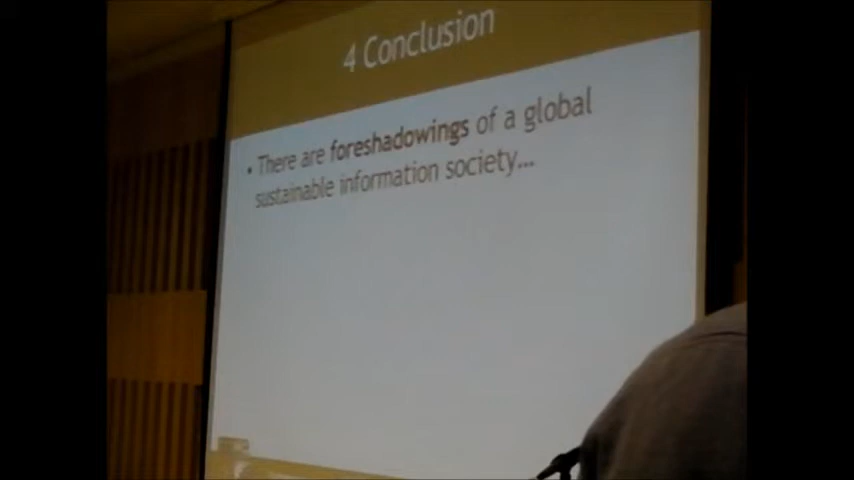 4 Conclusion
• There are foreshadowings of a global
sustainable information society...